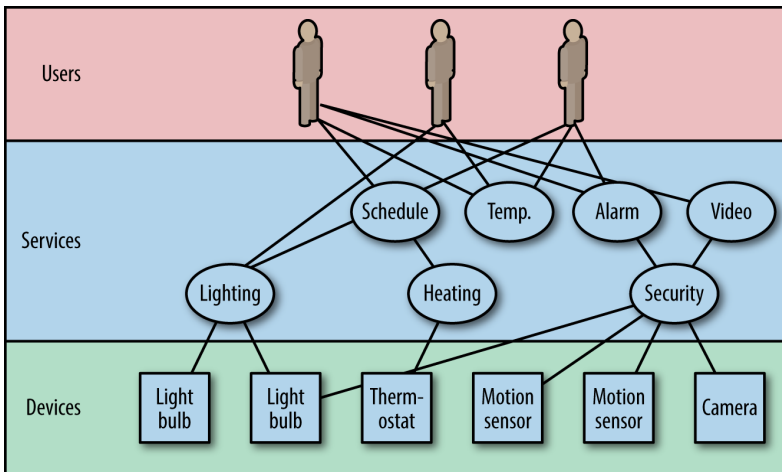 Users
Services
Schedule
Temp.
Alarm
Video
Lighting
Heating
Security
Devices
Light
bulb
Light
bulb
Therm-
ostat
Motion
sensor
Motion
sensor
Camera